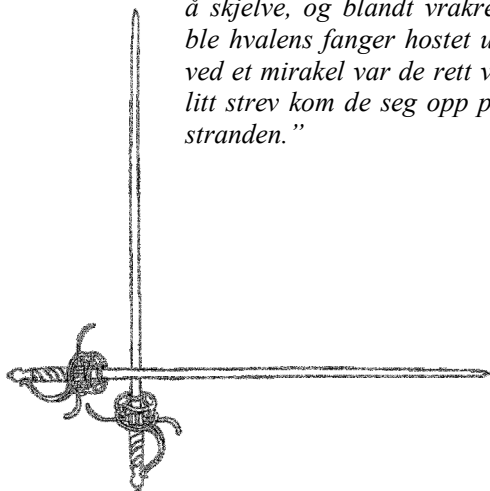 å skjelve, og blandt vrakre
ble hvalens fanger hostet u
ved et mirakel var de rett v
litt strev kom de seg opp p
stranden.”